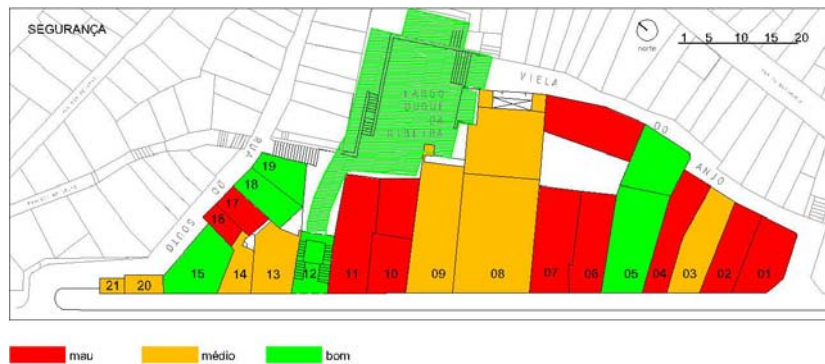 SEGURANÇA
norte
1 5 10 15 20
VIELA
DO
ANJO
LARGO
DUQUE
DA
RIBEIRA
RUA
DO
SOUTO
19
18
17
16
15
14
13
12
11
10
09
08
07
06
05
04
03
02
01
21
20
mau
médio
bom